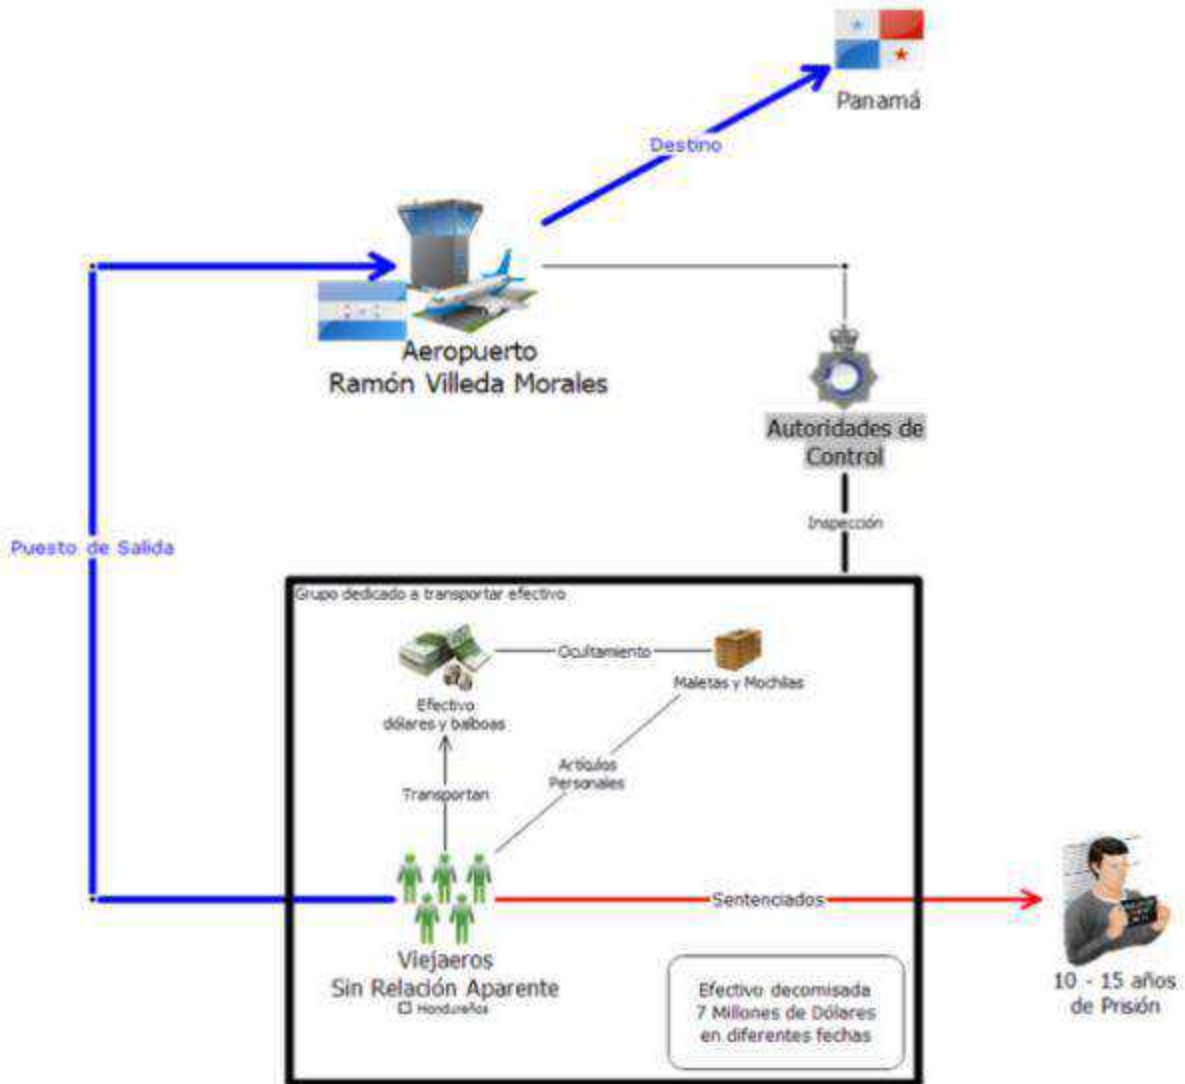 Panamá
Destino
Aeropuerto
Ramón Villeda Morales
Autoridades de
Control
Inspección
Puesto de Salida
Grupo dedicado a transportar efectivo
Ocultamiento
Maletas y Mochilas
Efectivo
dólares y balboas
Artículos
Personales
Transportan
Sentenciados
Viejaeros
Sin Relación Aparente
Hondureños
Efectivo decomisada
7 Millones de Dólares
en diferentes fechas
10 - 15 años
de Prisión